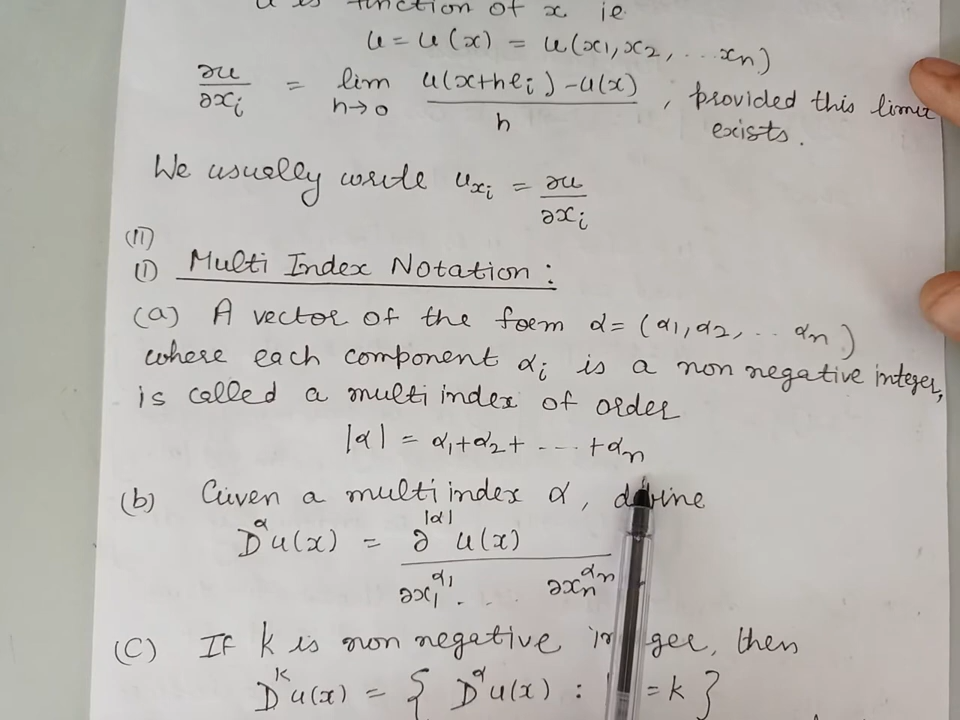 u is function of x ie
u = u(x) = u(x1, x2, ... xn)
∂u/∂xi = lim h→0 u(x+hei) - u(x) / h , provided this limit
exists.
We usually write u_xi = ∂u/∂xi
(II)
(1) Multi Index Notation :
(a) A vector of the form α = (α1, α2, .. αn)
where each component αi is a non negative integer,
is called a multi index of order
|α| = α1+α2+ ---- +αn
(b) Given a multi index α, define
D^α u(x) = ∂^|α| u(x) / ∂x1^α1 . .. ∂xn^αn
(C) If k is non negative integer, then
D^k u(x) = { D^α u(x) : | = k }